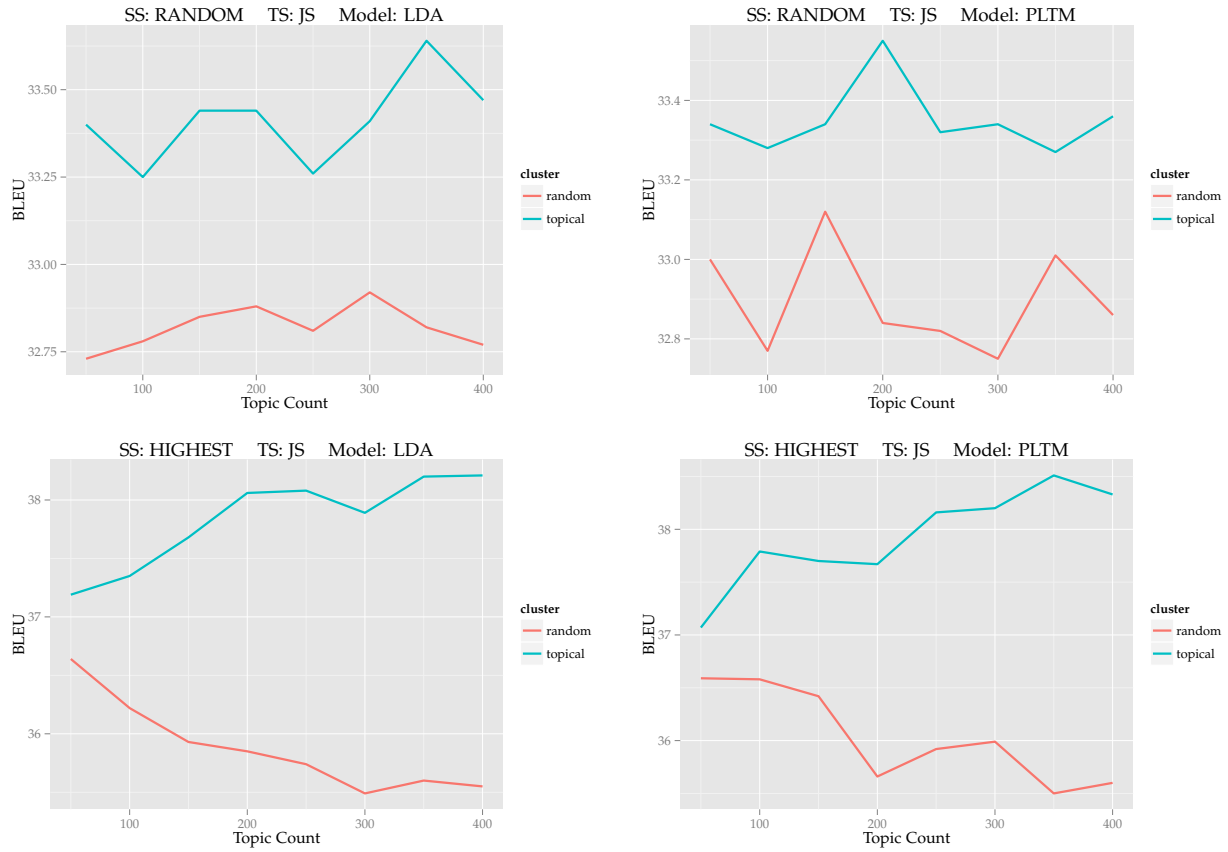 SS: RANDOM TS: JS Model: LDA
BLEU
33.50
33.25
33.00
32.75
100 200 300 400
Topic Count
cluster
random
topical
SS: RANDOM TS: JS Model: PLTM
BLEU
33.4
33.2
33.0
32.8
100 200 300 400
Topic Count
cluster
random
topical
SS: HIGHEST TS: JS Model: LDA
BLEU
38
37
36
100 200 300 400
Topic Count
cluster
random
topical
SS: HIGHEST TS: JS Model: PLTM
BLEU
38
37
36
100 200 300 400
Topic Count
cluster
random
topical